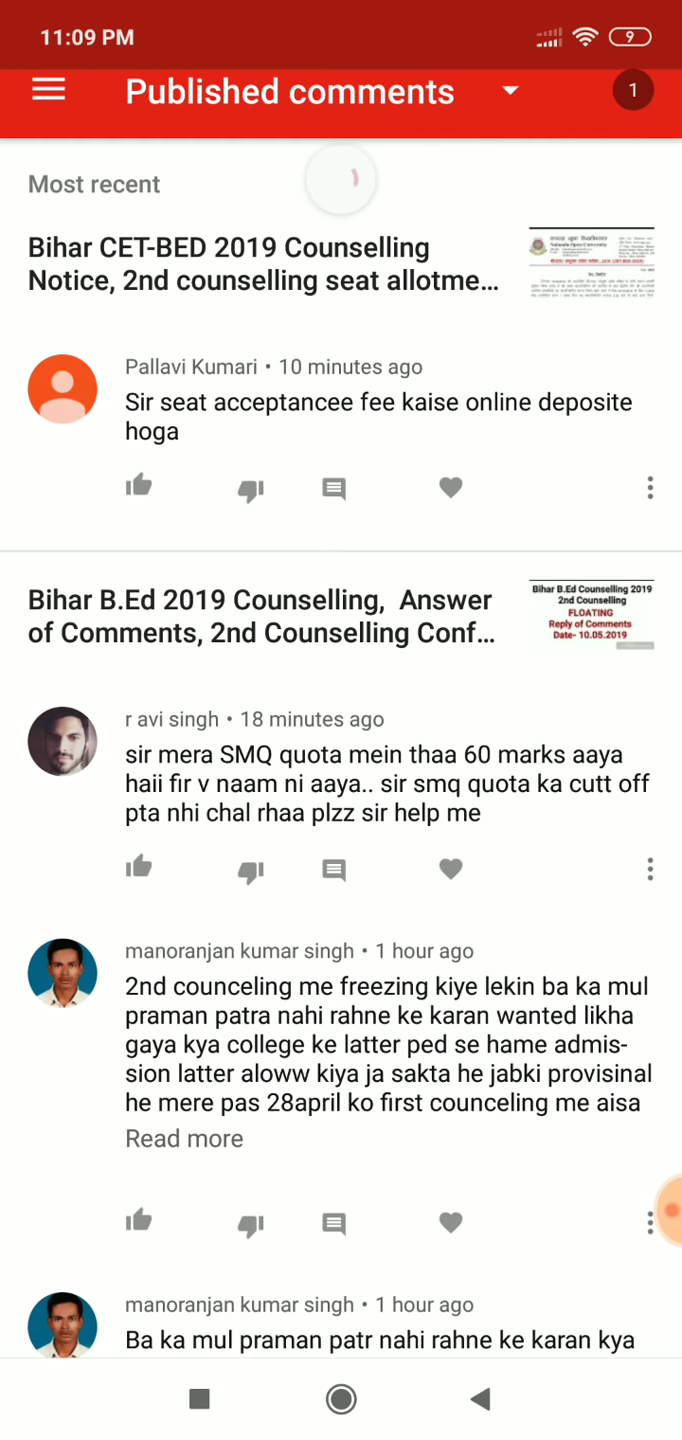 11:09 PM
9
Published comments
1
Most recent
Bihar CET-BED 2019 Counselling
Notice, 2nd counselling seat allotme...
Pallavi Kumari • 10 minutes ago
Sir seat acceptancee fee kaise online deposite
hoga
Bihar B.Ed 2019 Counselling, Answer
of Comments, 2nd Counselling Conf...
Bihar B.Ed Counselling 2019
2nd Counselling
FLOATING
Reply of Comments
Date- 10.05.2019
r avi singh • 18 minutes ago
sir mera SMQ quota mein thaa 60 marks aaya
haii fir v naam ni aaya.. sir smq quota ka cutt off
pta nhi chal rhaa plzz sir help me
manoranjan kumar singh • 1 hour ago
2nd counceling me freezing kiye lekin ba ka mul
praman patra nahi rahne ke karan wanted likha
gaya kya college ke latter ped se hame admis-
sion latter aloww kiya ja sakta he jabki provisinal
he mere pas 28april ko first counceling me aisa
Read more
manoranjan kumar singh • 1 hour ago
Ba ka mul praman patr nahi rahne ke karan kya